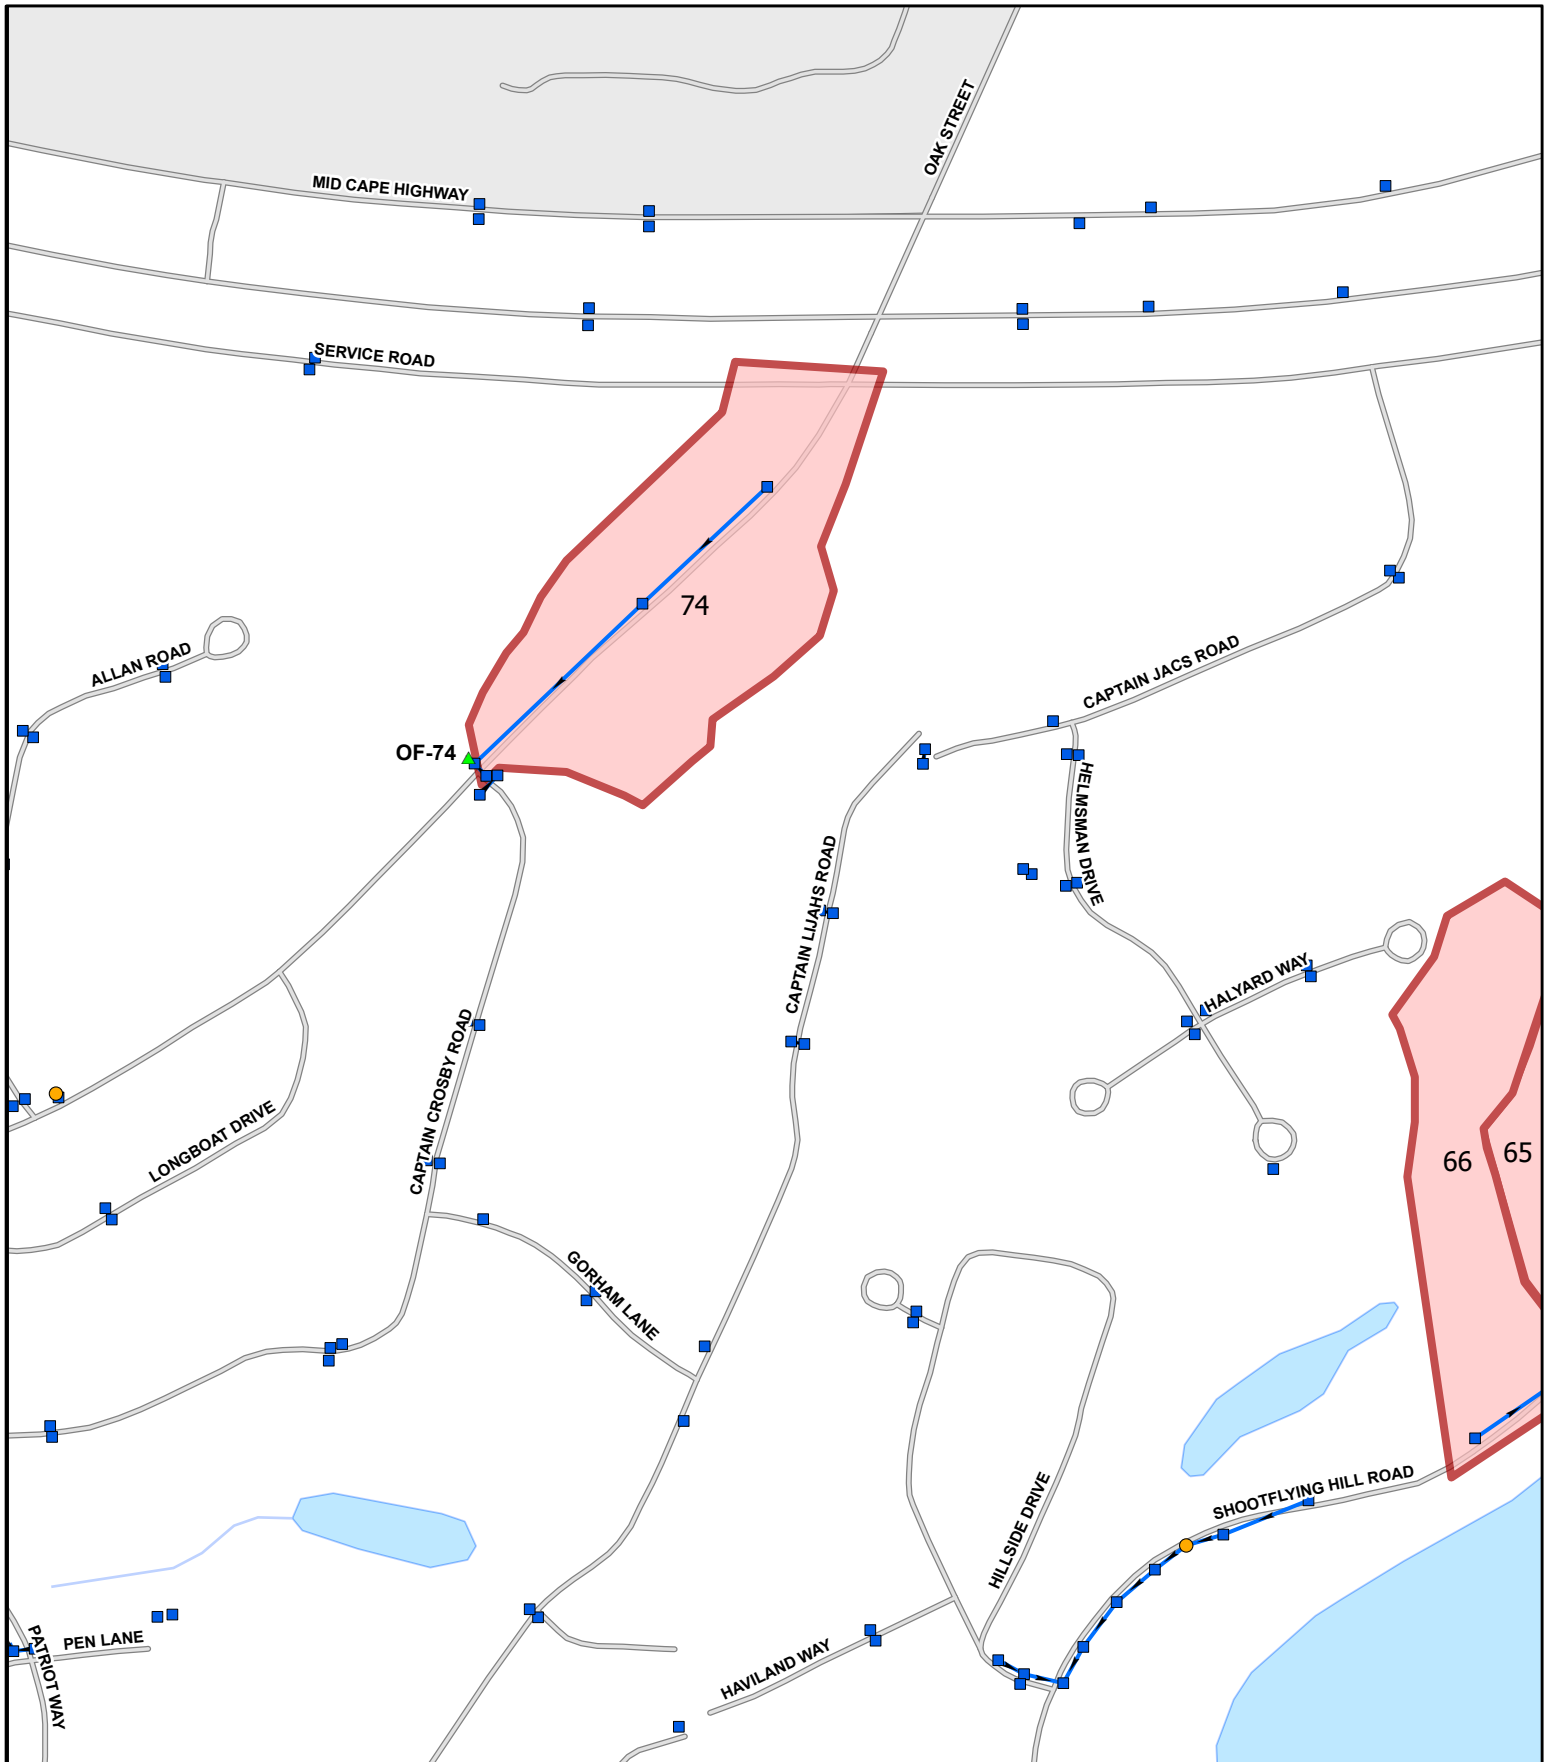 OAK STREET
MID CAPE HIGHWAY
SERVICE ROAD
74
ALLAN ROAD
CAPTAIN JACS ROAD
OF-74
HELMSMAN DRIVE
CAPTAIN LIJAHS ROAD
HALYARD WAY
CAPTAIN CROSBY ROAD
LONGBOAT DRIVE
66
65
GORHAM LANE
SHOOTFLYING HILL ROAD
HILLSIDE DRIVE
PEN LANE
PATRIOT WAY
HAVILAND WAY